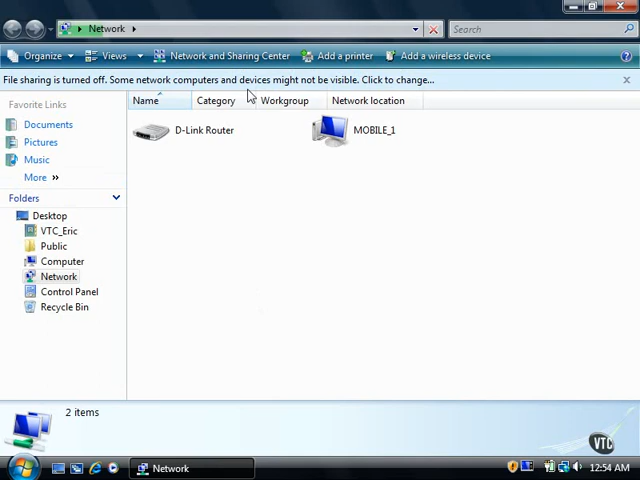 Network
Search
Organize
Views
Network and Sharing Center
Add a printer
Add a wireless device
File sharing is turned off. Some network computers and devices might not be visible. Click to change...
Favorite Links
Name
Category
Workgroup
Network location
Documents
Pictures
Music
More »
D-Link Router
MOBILE_1
Folders
Desktop
VTC_Eric
Public
Computer
Network
Control Panel
Recycle Bin
2 items
VTC
Network
12:54 AM